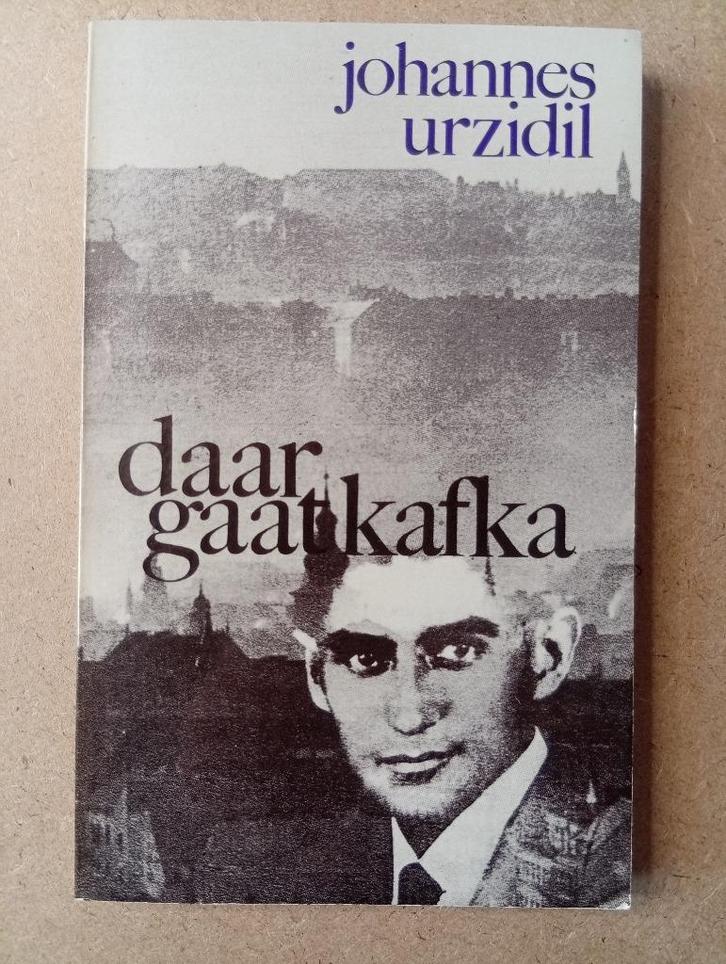 johannes
urzidil
daar
gaat kafka